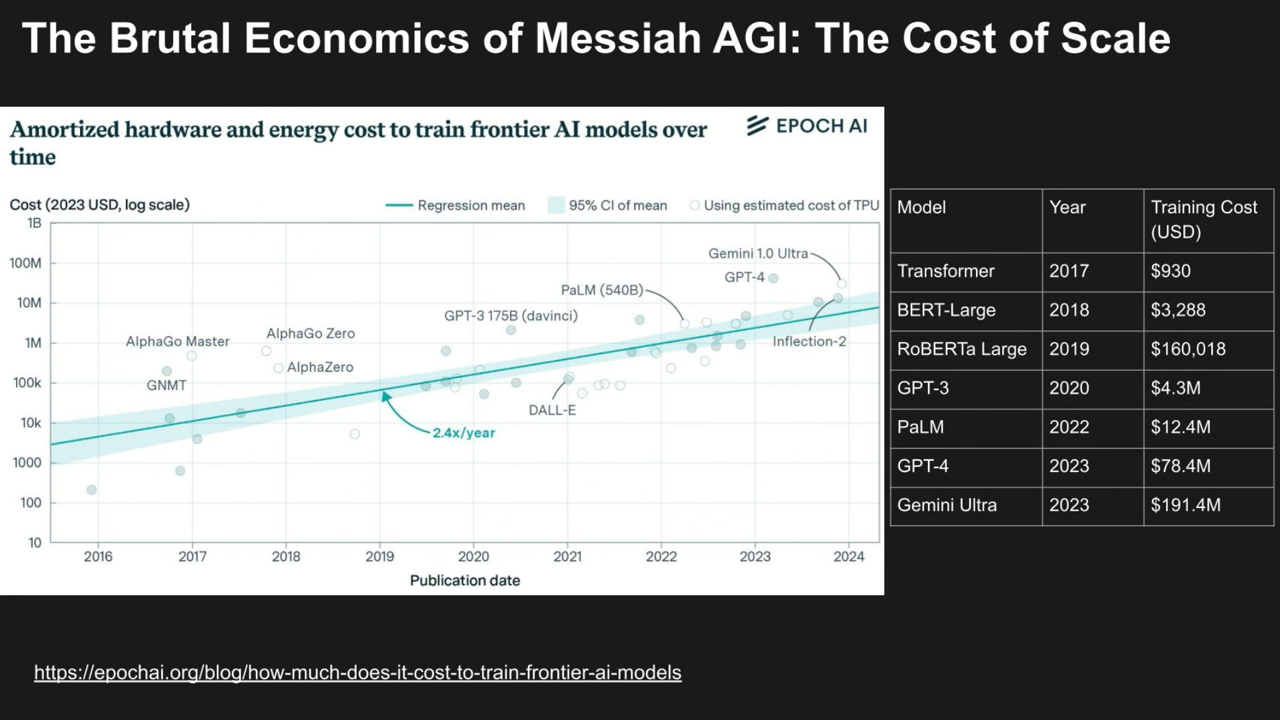 The Brutal Economics of Messiah AGI: The Cost of Scale
Amortized hardware and energy cost to train frontier AI models over
time
EPOCH AI
Cost (2023 USD, log scale)
Regression mean
95% CI of mean
Using estimated cost of TPU
1B
100M
10M
1M
100k
10k
1000
100
10
Gemini 1.0 Ultra
GPT-4
PaLM (540B)
GPT-3 175B (davinci)
AlphaGo Master
AlphaGo Zero
Inflection-2
AlphaZero
GNMT
DALL-E
2.4x/year
2016 2017 2018 2019 2020 2021 2022 2023 2024
Publication date
Model Year Training Cost
(USD)
Transformer 2017 $930
BERT-Large 2018 $3,288
RoBERTa Large 2019 $160,018
GPT-3 2020 $4.3M
PaLM 2022 $12.4M
GPT-4 2023 $78.4M
Gemini Ultra 2023 $191.4M
https://epochai.org/blog/how-much-does-it-cost-to-train-frontier-ai-models